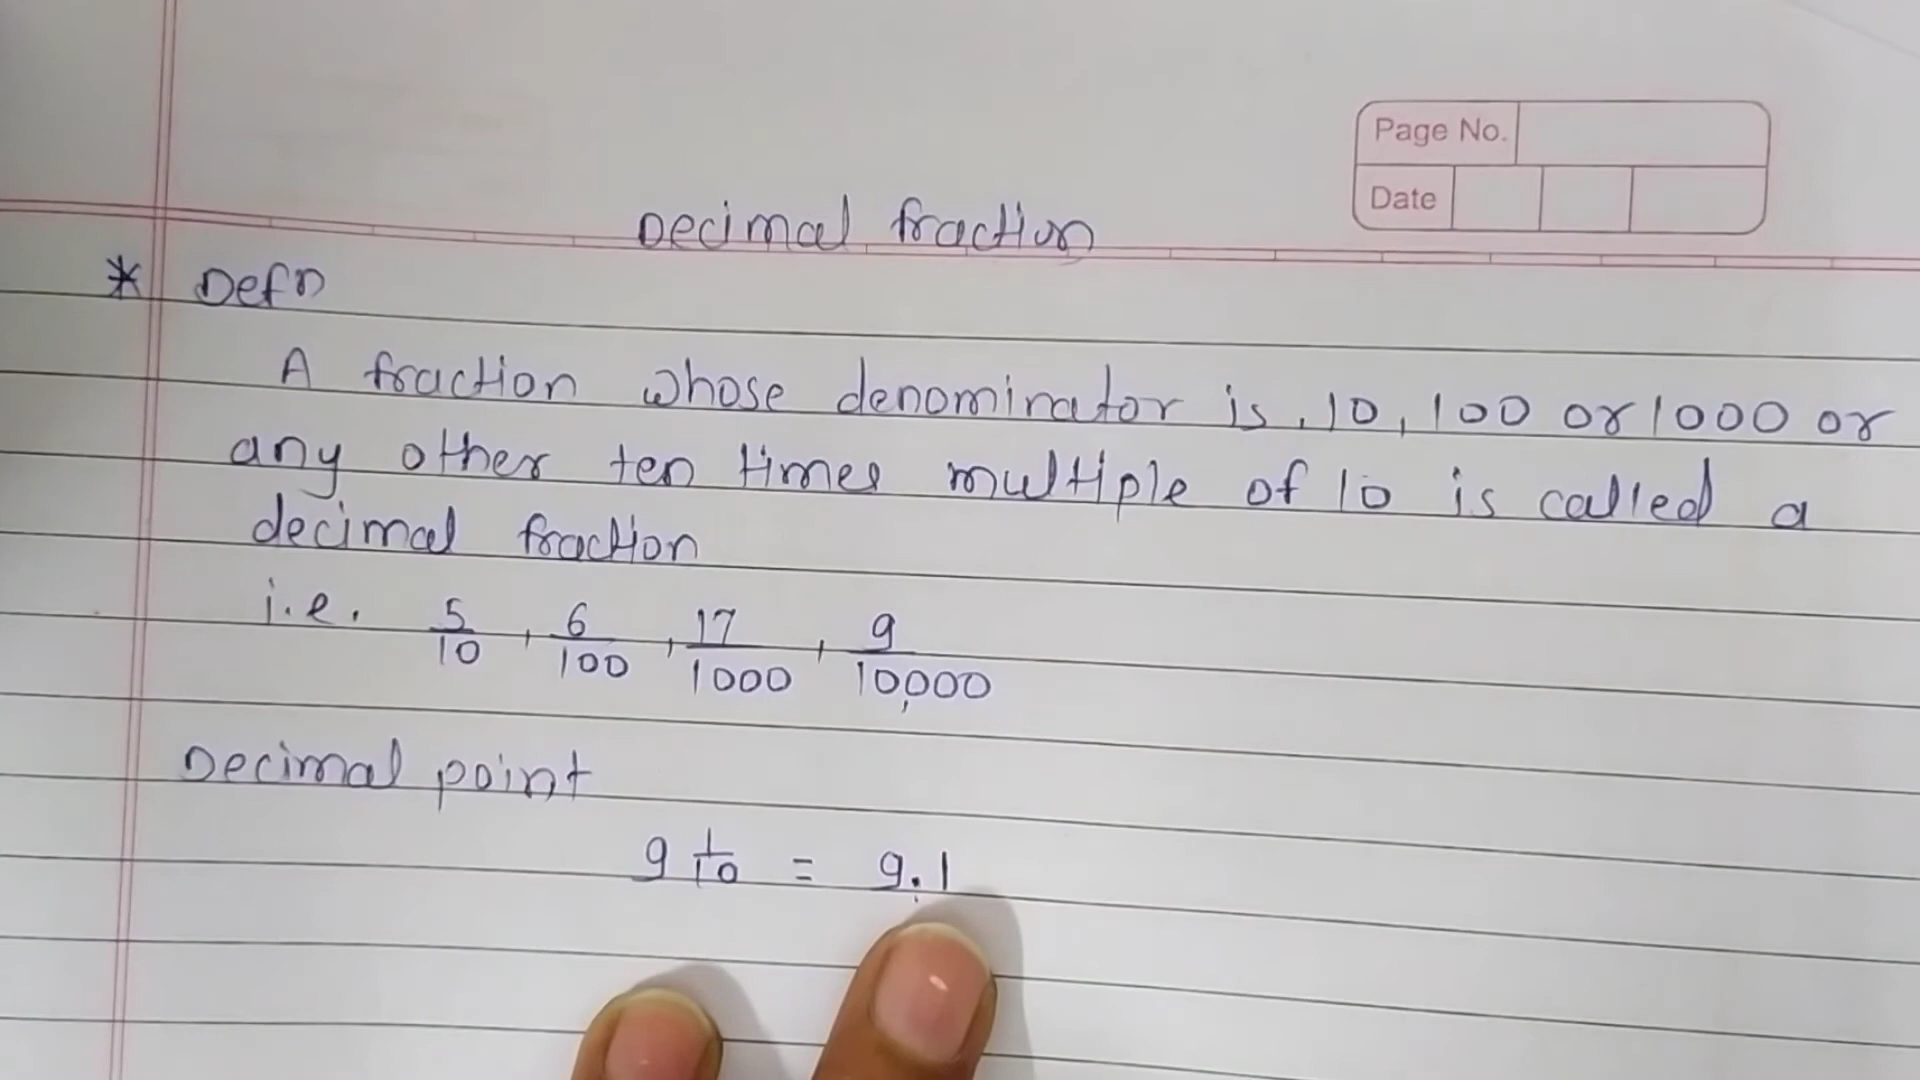 Page No.
Date
Decimal fraction
* Defn
A fraction whose denominator is, 10, 100 or 1000 or
any other ten times multiple of 10 is called a
decimal fraction
i.e. 5/10, 6/100, 17/1000, 9/10,000
Decimal point
9 1/10 = 9.1